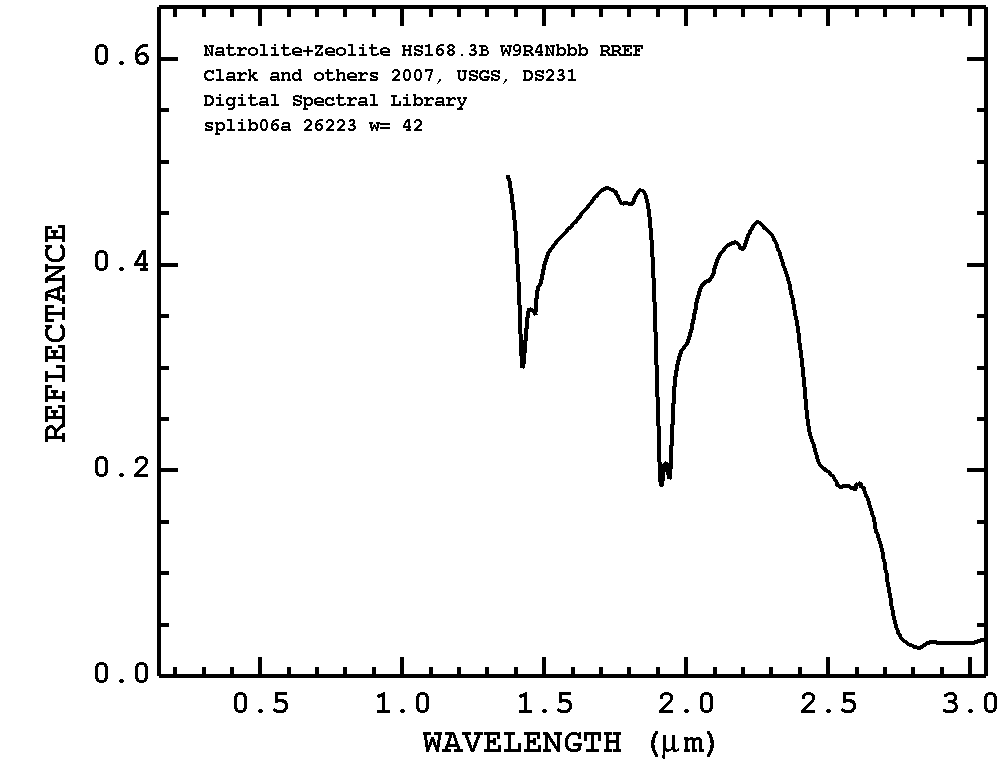 Natrolite+Zeolite HS168.3B W9R4Nbbb RREF
Clark and others 2007, USGS, DS231
Digital Spectral Library
splib06a 26223 w= 42
0.6
0.4
0.2
0.0
REFLECTANCE
0.5 1.0 1.5 2.0 2.5 3.0
WAVELENGTH (μm)